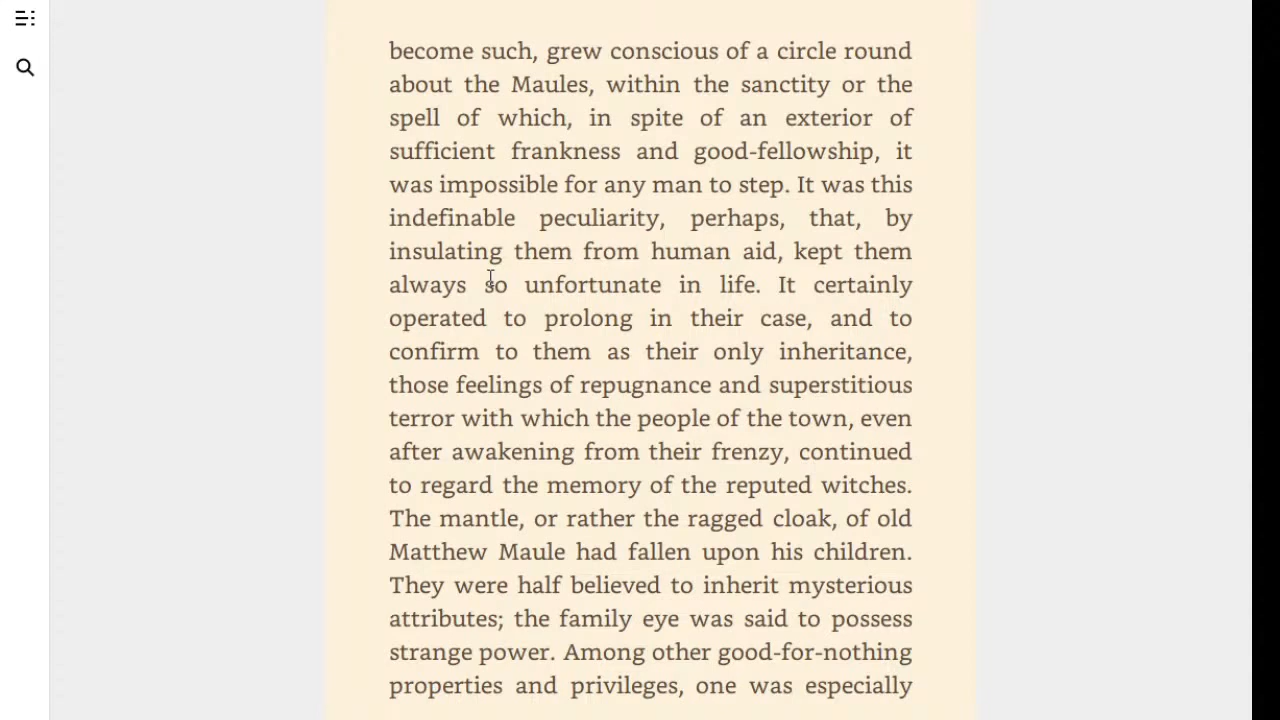 become such, grew conscious of a circle round
about the Maules, within the sanctity or the
spell of which, in spite of an exterior of
sufficient frankness and good-fellowship, it
was impossible for any man to step. It was this
indefinable peculiarity, perhaps, that, by
insulating them from human aid, kept them
always so unfortunate in life. It certainly
operated to prolong in their case, and to
confirm to them as their only inheritance,
those feelings of repugnance and superstitious
terror with which the people of the town, even
after awakening from their frenzy, continued
to regard the memory of the reputed witches.
The mantle, or rather the ragged cloak, of old
Matthew Maule had fallen upon his children.
They were half believed to inherit mysterious
attributes; the family eye was said to possess
strange power. Among other good-for-nothing
properties and privileges, one was especially